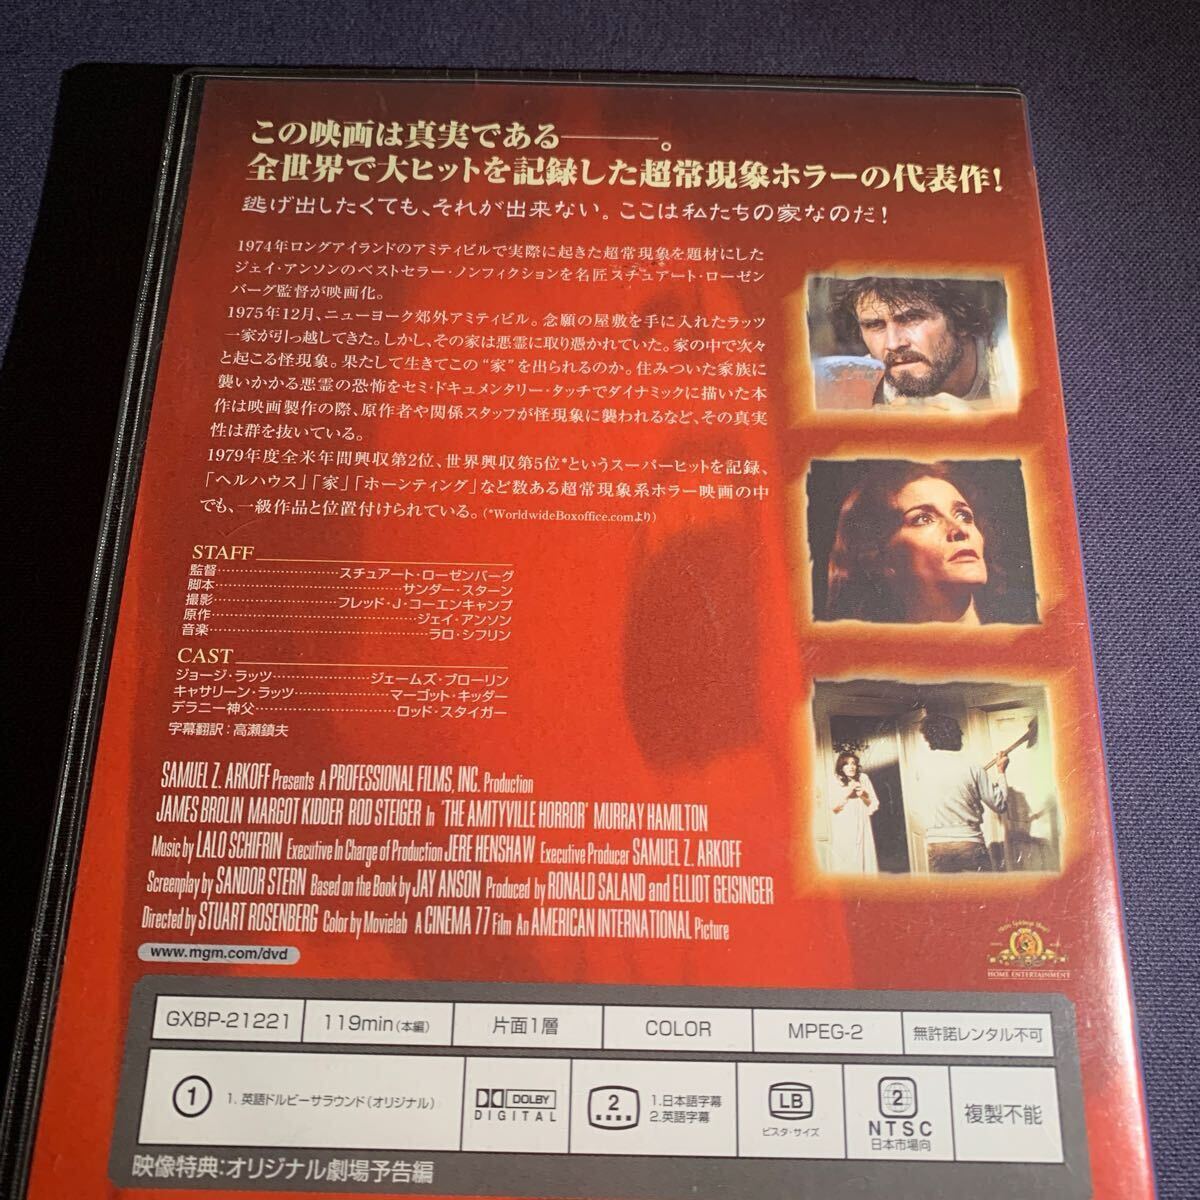 この映画は真実である———。
全世界で大ヒットを記録した超常現象ホラーの代表作!
逃げ出したくても、それが出来ない。ここは私たちの家なのだ!
1974年ロングアイランドのアミティビルで実際に起きた超常現象を題材にした
ジェイ・アンソンのベストセラー・ノンフィクションを名匠スチュアート・ローゼン
バーグ監督が映画化。
1975年12月、ニューヨーク郊外アミティビル。念願の屋敷を手に入れたラッツ
一家が引っ越してきた。しかし、その家は悪霊に取り憑かれていた。家の中で次々
と起こる怪現象。果たして生きてこの“家”を出られるのか。住みついた家族に
襲いかかる悪霊の恐怖をセミ・ドキュメンタリー・タッチでダイナミックに描いた本
作は映画製作の際、原作者や関係スタッフが怪現象に襲われるなど、その真実
性は群を抜いている。
1979年度全米年間興収第2位、世界興収第5位*というスーパーヒットを記録、
「ヘルハウス」「家」「ホーンティング」など数ある超常現象系ホラー映画の中
でも、一級作品と位置付けられている。(*WorldwideBoxoffice.comより)
STAFF
監督……………………スチュアート・ローゼンバーグ
脚本……………………サンダー・スターン
撮影……………………フレッド・J・コーエンキャンプ
原作……………………ジェイ・アンソン
音楽……………………ラロ・シフリン
CAST
ジョージ・ラッツ……………………ジェームズ・ブローリン
キャサリーン・ラッツ……………………マーゴット・キッダー
デラニー神父……………………ロッド・スタイガー
字幕翻訳:高瀬鎮夫
SAMUEL Z. ARKOFF Presents A PROFESSIONAL FILMS, INC. Production
JAMES BROLIN MARGOT KIDDER ROD STEIGER In 'THE AMITYVILLE HORROR' MURRAY HAMILTON
Music by LALO SCHIFRIN Executive In Charge of Production JERE HENSHAW Executive Producer SAMUEL Z. ARKOFF
Screenplay by SANDOR STERN Based on the Book by JAY ANSON Produced by RONALD SALAND and ELLIOT GEISINGER
Directed by STUART ROSENBERG Color by Movielab A CINEMA 77 Film An AMERICAN INTERNATIONAL Picture
www.mgm.com/dvd
HOME ENTERTAINMENT
GXBP-21221 119min(本編) 片面1層 COLOR MPEG-2 無許諾レンタル不可
1 1. 英語ドルビーサラウンド(オリジナル)
DOLBY
DIGITAL
2 1.日本語字幕
2.英語字幕
LB
ビスタ・サイズ
2
NTSC
日本市場向
複製不能
映像特典:オリジナル劇場予告編